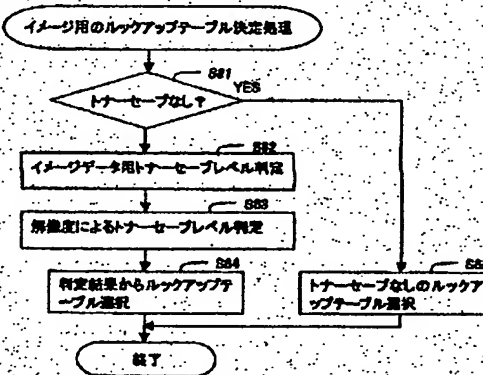 イメージ用のルックアップテーブル決定処理
S81
トナーセーブなし?
YES
S82
イメージデータ用トナーセーブレベル判定
S83
解像度によるトナーセーブレベル判定
S84
判定結果からルックアップテ
ーブル選択
トナーセーブなしのルックア
ップテーブル選択
終了